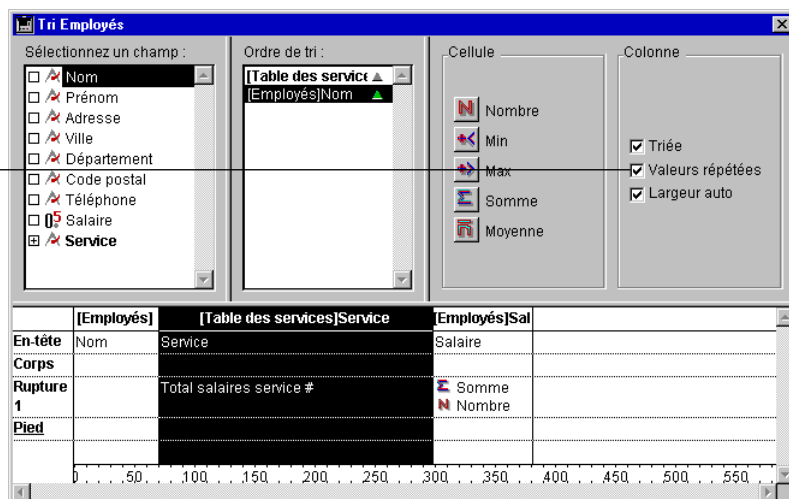 Tri Employés
Sélectionnez un champ :
Nom
Prénom
Adresse
Ville
Département
Code postal
Téléphone
Salaire
Service
Ordre de tri :
[Table des service
[Employés]Nom
Cellule
Nombre
Min
Max
Somme
Moyenne
Colonne
Triée
Valeurs répétées
Largeur auto
[Employés] [Table des services]Service [Employés]Sal
En-tête Nom Service Salaire
Corps
Rupture 1 Total salaires service # Somme
Nombre
Pied
0 50 100 150 200 250 300 350 400 450 500 550